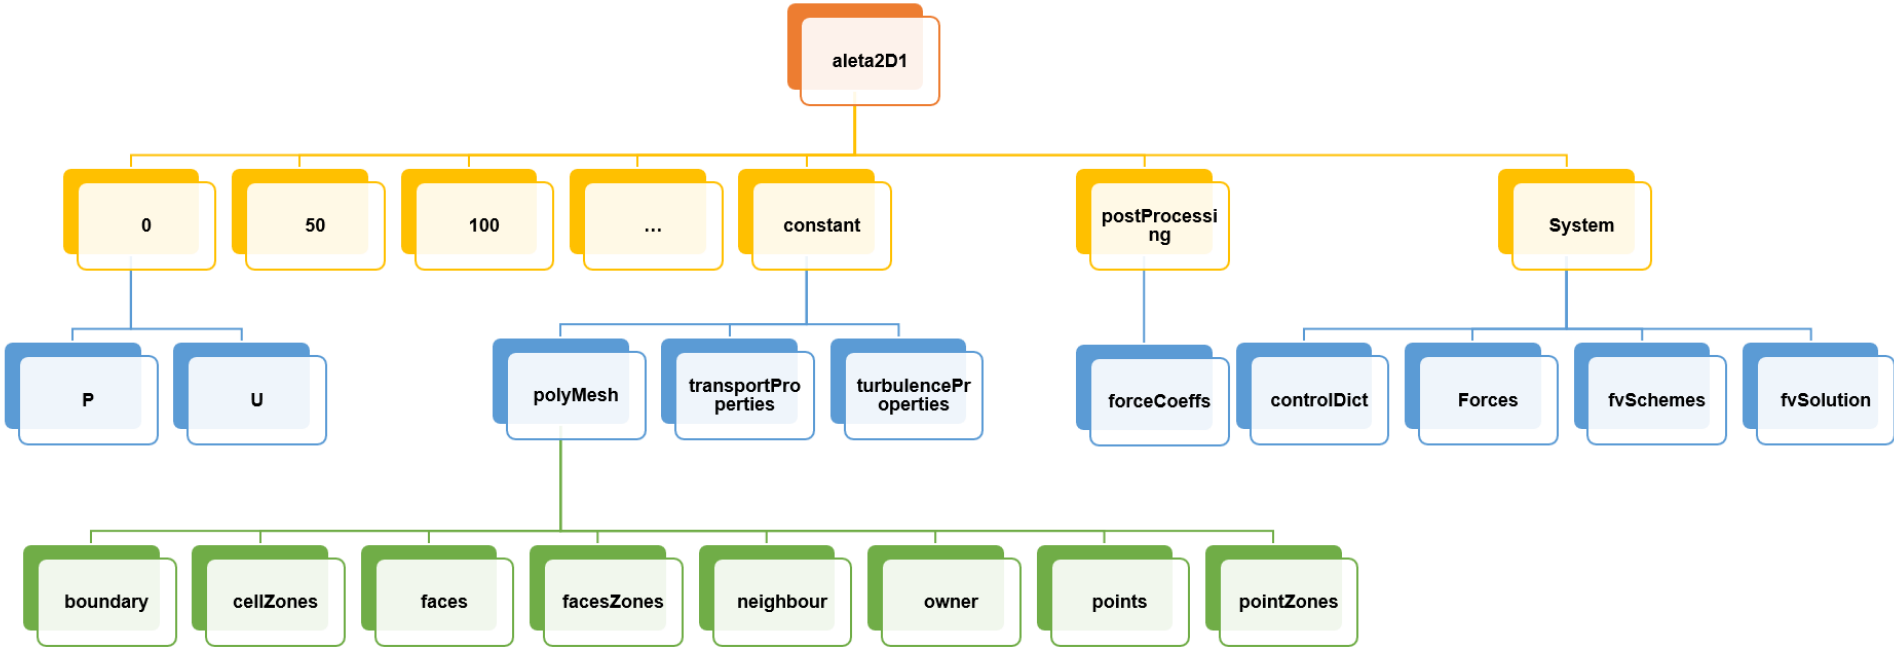 aleta2D1
0
50
100
...
constant
postProcessi
ng
System
P
U
polyMesh
transportPro
perties
turbulencePr
operties
forceCoeffs
controlDict
Forces
fvSchemes
fvSolution
boundary
cellZones
faces
facesZones
neighbour
owner
points
pointZones